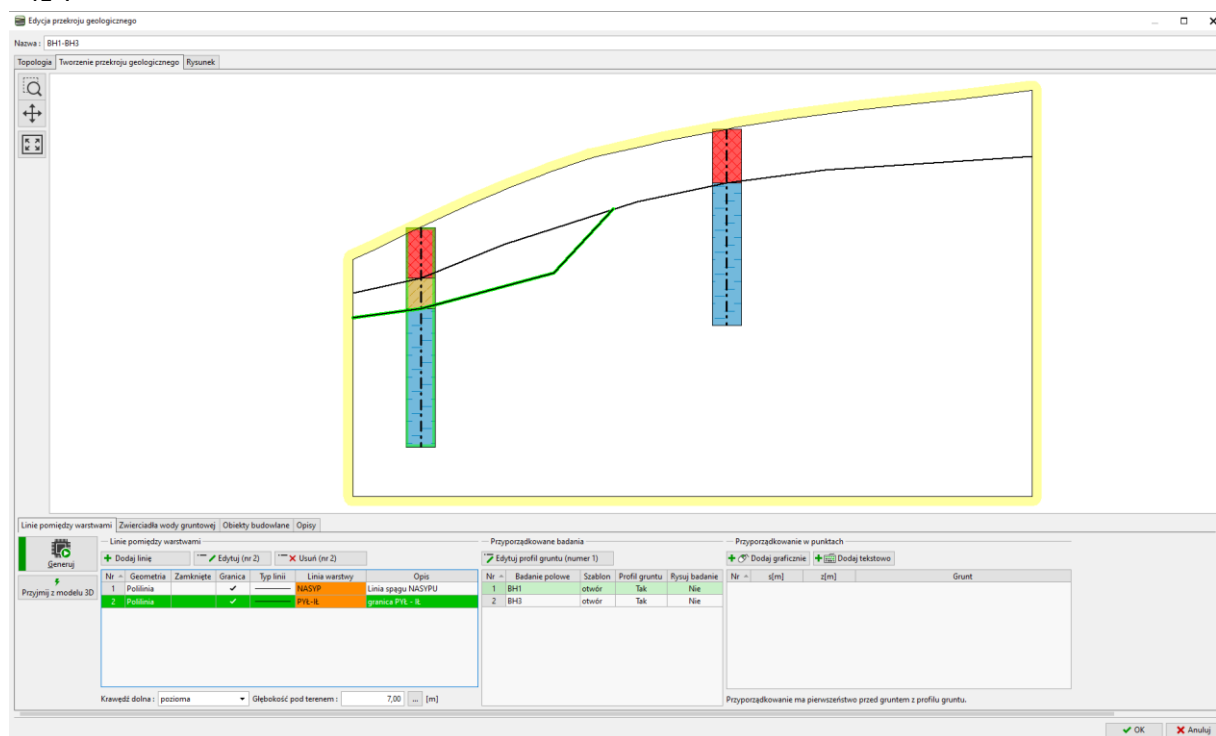 Edycja przekroju geologicznego
Nazwa : BH1-BH3
Topologia Tworzenie przekroju geologicznego Rysunek
Linie pomiędzy warstwami Zwierciadła wody gruntowej Obiekty budowlane Opisy
Generuj
Przyjmij z modelu 3D
Linie pomiędzy warstwami
Dodaj linię Edytuj (nr 2) Usuń (nr 2)
Nr Geometria Zamknięte Granica Typ linii Linia warstwy Opis
1 Polilinia NASYP Linia spągu NASYPU
2 Polilinia PYŁ-IŁ granica PYŁ - IŁ
Krawędź dolna : pozioma Głębokość pod terenem : 7,00 ... [m]
Przyporządkowane badania
Edytuj profil gruntu (numer 1)
Nr Badanie polowe Szablon Profil gruntu Rysuj badanie
1 BH1 otwór Tak Nie
2 BH3 otwór Tak Nie
Przyporządkowanie w punktach
Dodaj graficznie Dodaj tekstowo
Nr s[m] z[m] Grunt
Przyporządkowanie ma pierwszeństwo przed gruntem z profilu gruntu.
OK Anuluj